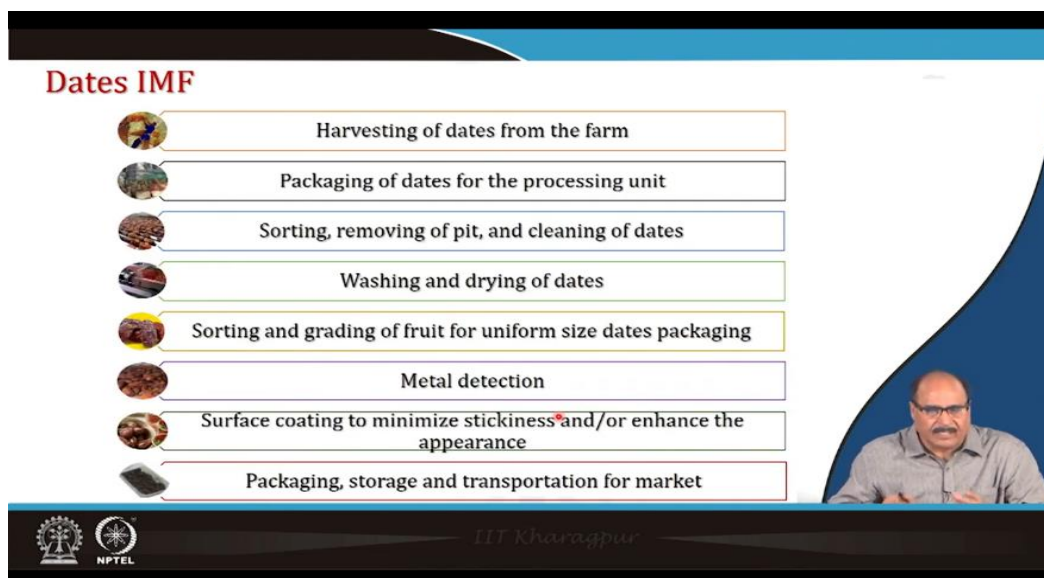 Dates IMF
Harvesting of dates from the farm
Packaging of dates for the processing unit
Sorting, removing of pit, and cleaning of dates
Washing and drying of dates
Sorting and grading of fruit for uniform size dates packaging
Metal detection
Surface coating to minimize stickiness and/or enhance the
appearance
Packaging, storage and transportation for market
NPTEL
IIT Kharagpur